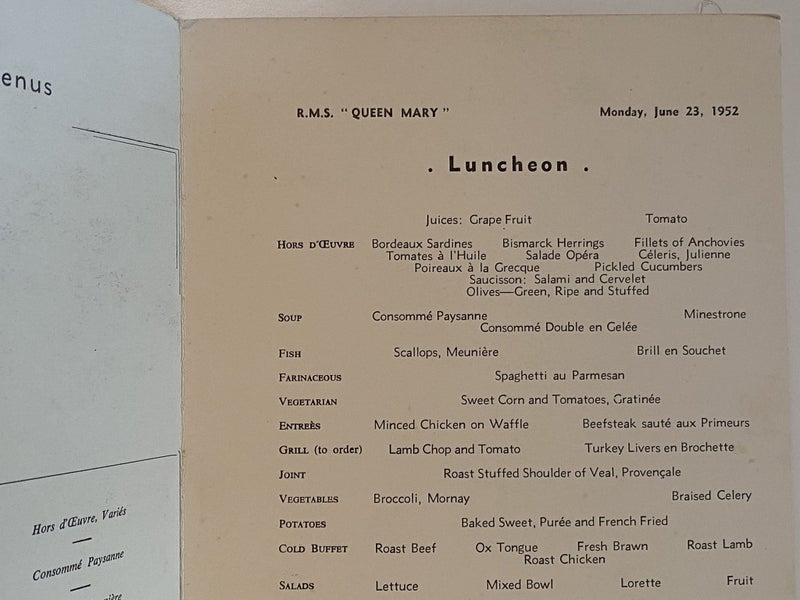 enus
Hors d'Œuvre, Variés
Consommé Paysanne
R.M.S. "QUEEN MARY" Monday, June 23, 1952
. Luncheon .
Juices: Grape Fruit Tomato
HORS D'ŒUVRE Bordeaux Sardines Bismarck Herrings Fillets of Anchovies
Tomates à l'Huile Salade Opéra Céleris, Julienne
Poireaux à la Grecque Pickled Cucumbers
Saucisson: Salami and Cervelet
Olives—Green, Ripe and Stuffed
SOUP Consommé Paysanne Minestrone
Consommé Double en Gelée
FISH Scallops, Meunière Brill en Souchet
FARINACEOUS Spaghetti au Parmesan
VEGETARIAN Sweet Corn and Tomatoes, Gratinée
ENTREÈS Minced Chicken on Waffle Beefsteak sauté aux Primeurs
GRILL (to order) Lamb Chop and Tomato Turkey Livers en Brochette
JOINT Roast Stuffed Shoulder of Veal, Provençale
VEGETABLES Broccoli, Mornay Braised Celery
POTATOES Baked Sweet, Purée and French Fried
COLD BUFFET Roast Beef Ox Tongue Fresh Brawn Roast Lamb
Roast Chicken
SALADS Lettuce Mixed Bowl Lorette Fruit